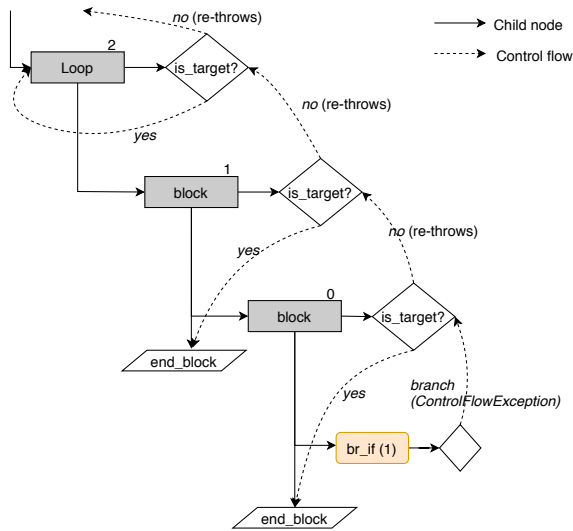 no (re-throws)
Child node
Control flow
2
Loop
is_target?
yes
no (re-throws)
1
block
is_target?
yes
no (re-throws)
0
block
is_target?
end_block
branch
(ControlFlowException)
yes
br_if (1)
end_block